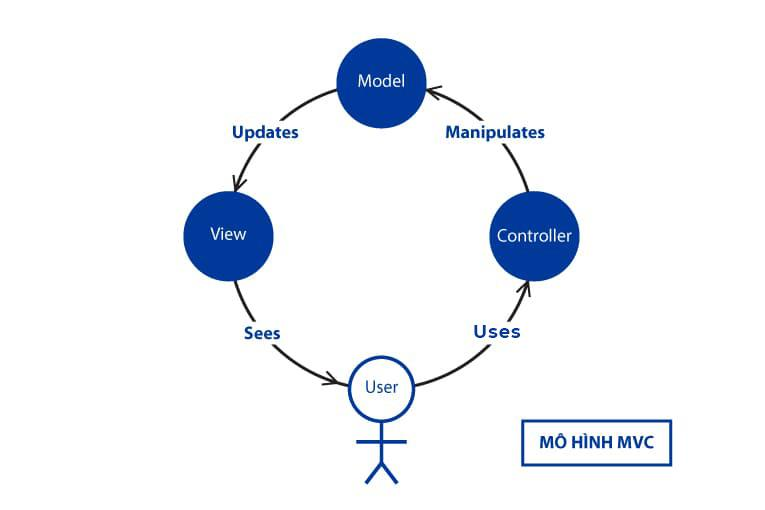 Model
Updates
Manipulates
View
Controller
Sees
Uses
User
MÔ HÌNH MVC